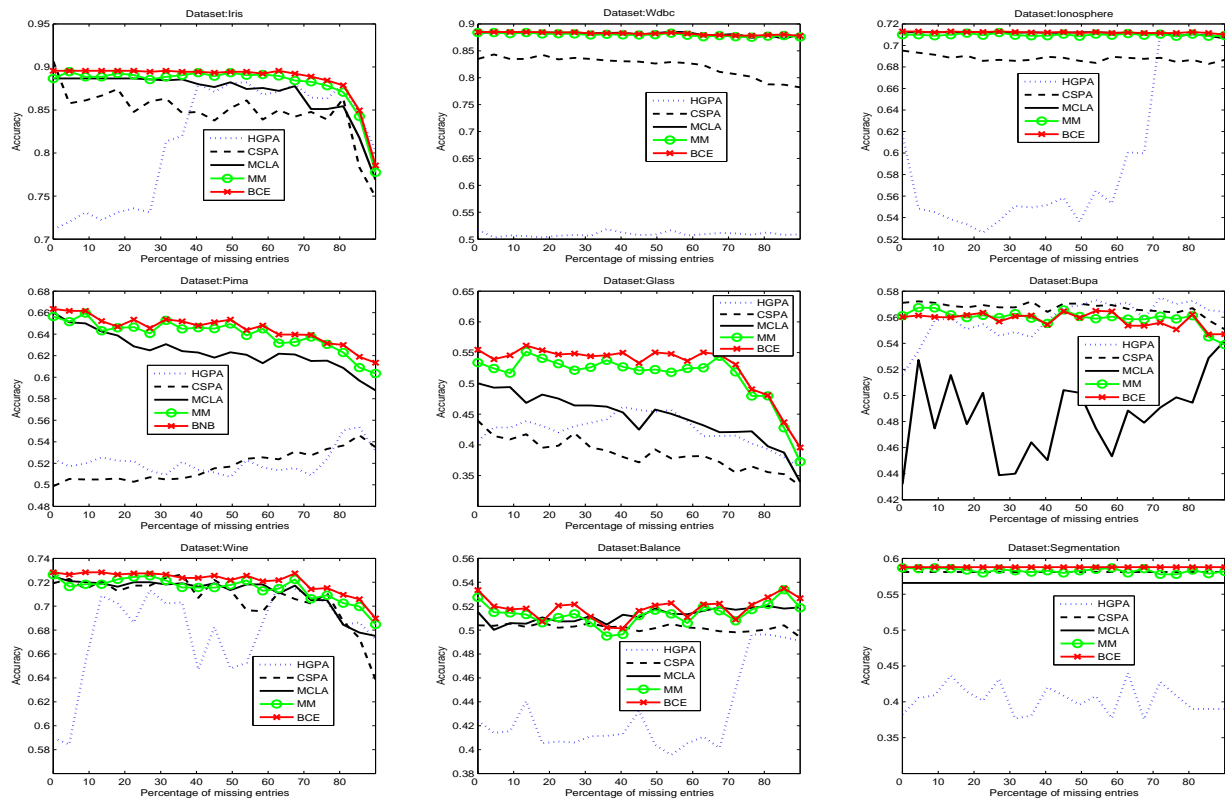 Dataset:Iris
0.95
0.9
0.85
0.8
0.75
0.7
Accuracy
HGPA
CSPA
MCLA
MM
BCE
0 10 20 30 40 50 60 70 80
Percentage of missing entries
Dataset:Wdbc
0.9
0.85
0.8
0.75
0.7
0.65
0.6
0.55
0.5
Accuracy
HGPA
CSPA
MCLA
MM
BCE
0 10 20 30 40 50 60 70 80
Percentage of missing entries
Dataset:Ionosphere
0.72
0.7
0.68
0.66
0.64
0.62
0.6
0.58
0.56
0.54
0.52
Accuracy
HGPA
CSPA
MCLA
MM
BCE
0 10 20 30 40 50 60 70 80
Percentage of missing entries
Dataset:Pima
0.68
0.66
0.64
0.62
0.6
0.58
0.56
0.54
0.52
0.5
0.48
Accuracy
HGPA
CSPA
MCLA
MM
BNB
0 10 20 30 40 50 60 70 80
Percentage of missing entries
Dataset:Glass
0.65
0.6
0.55
0.5
0.45
0.4
0.35
Accuracy
HGPA
CSPA
MCLA
MM
BCE
0 10 20 30 40 50 60 70 80
Percentage of missing entries
Dataset:Bupa
0.58
0.56
0.54
0.52
0.5
0.48
0.46
0.44
0.42
Accuracy
HGPA
CSPA
MCLA
MM
BCE
0 10 20 30 40 50 60 70 80
Percentage of missing entries
Dataset:Wine
0.74
0.72
0.7
0.68
0.66
0.64
0.62
0.6
0.58
Accuracy
HGPA
CSPA
MCLA
MM
BCE
0 10 20 30 40 50 60 70 80
Percentage of missing entries
Dataset:Balance
0.56
0.54
0.52
0.5
0.48
0.46
0.44
0.42
0.4
0.38
Accuracy
HGPA
CSPA
MCLA
MM
BCE
0 10 20 30 40 50 60 70 80
Percentage of missing entries
Dataset:Segmentation
0.6
0.55
0.5
0.45
0.4
0.35
Accuracy
HGPA
CSPA
MCLA
MM
BCE
0 10 20 30 40 50 60 70 80
Percentage of missing entries